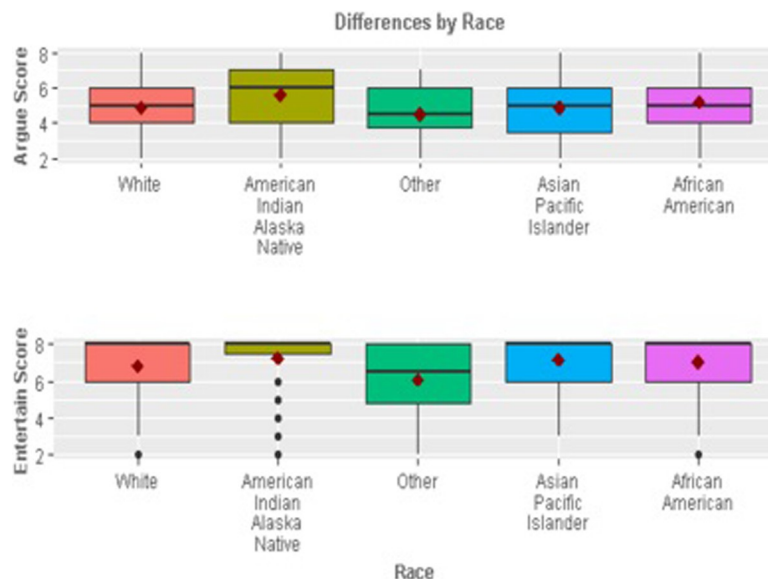 Differences by Race
Argue Score
8
6
4
2
White
American
Indian
Alaska
Native
Other
Asian
Pacific
Islander
African
American
Entertain Score
8
6
4
2
White
American
Indian
Alaska
Native
Other
Asian
Pacific
Islander
African
American
Race